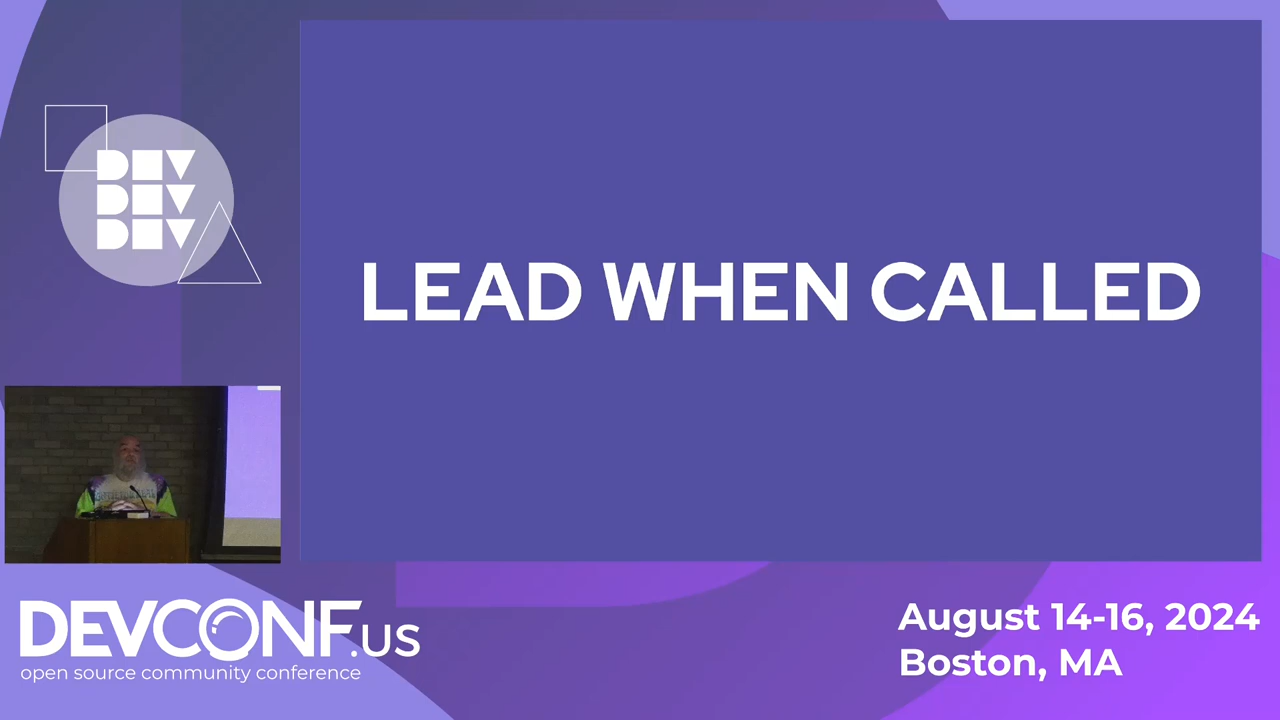 DEV
DEV
DEV
LEAD WHEN CALLED
DEVCONF.US
open source community conference
August 14-16, 2024
Boston, MA